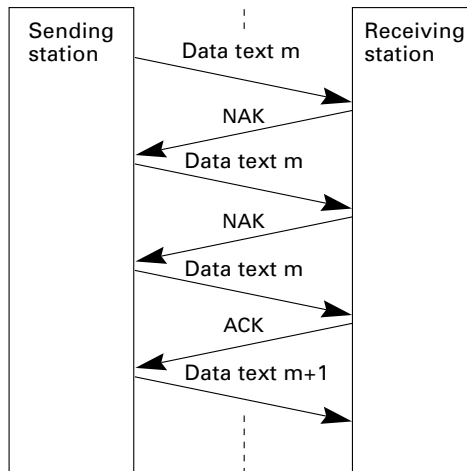 Sending
station
Receiving
station
Data text m
NAK
Data text m
NAK
Data text m
ACK
Data text m+1